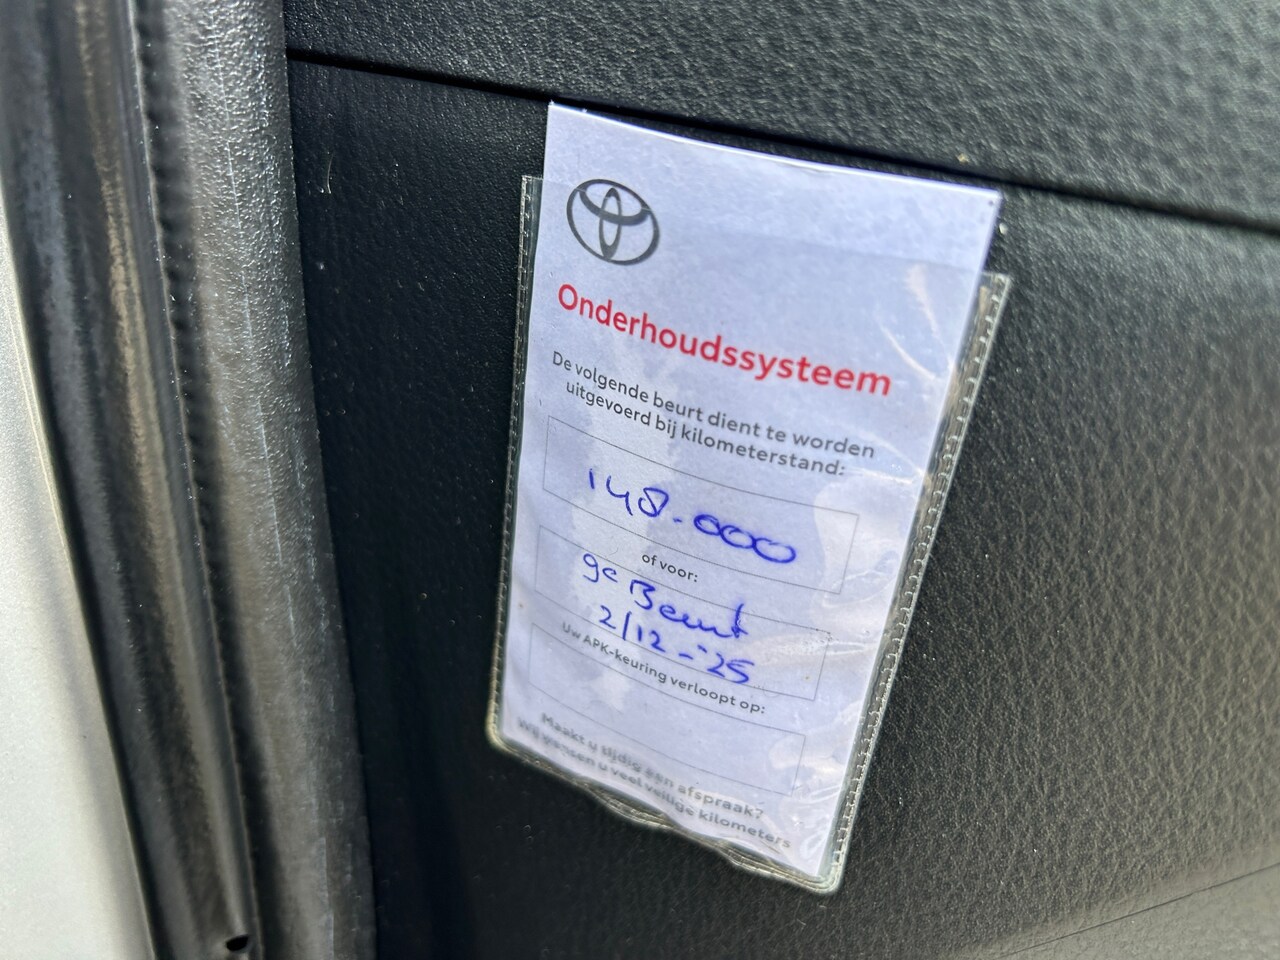 Onderhoudssysteem
De volgende beurt dient te worden
uitgevoerd bij kilometerstand:
148.000
of voor:
9e Beurt
2/12-'25
Uw APK-keuring verloopt op:
Maakt u tijdig een afspraak?
Wij wensen u veel veilige kilometers